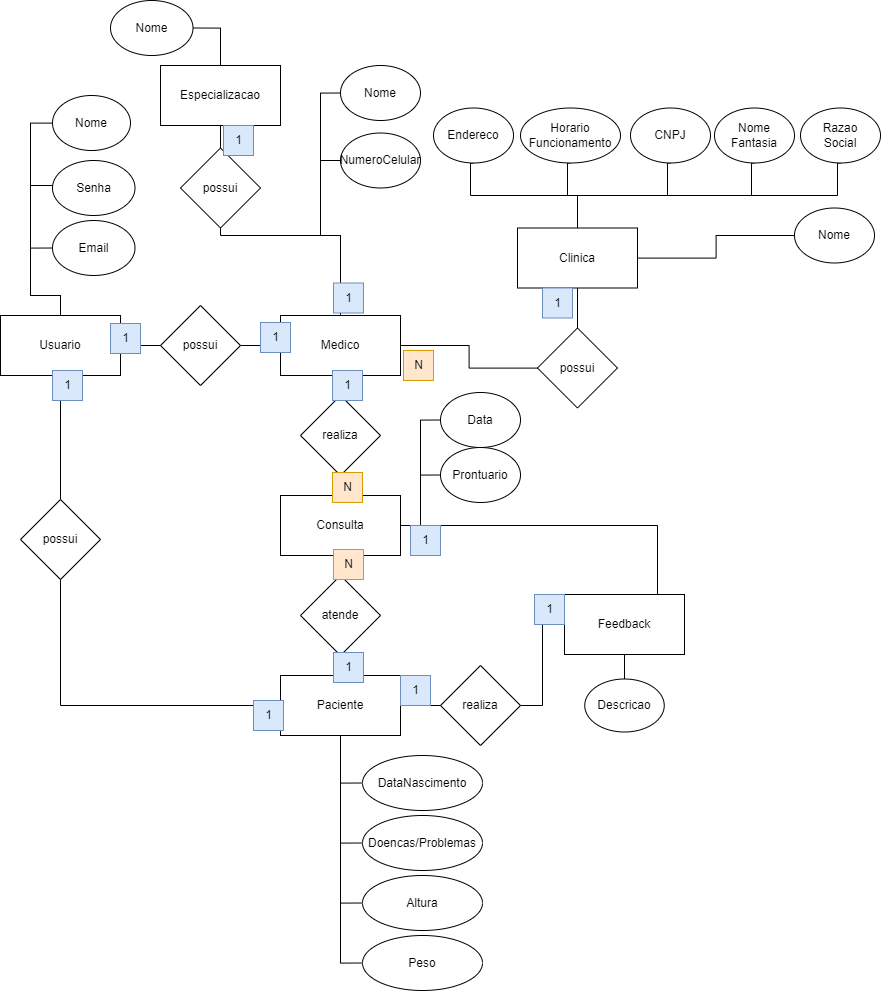 Nome
Especializacao
1
possui
Nome
NumeroCelular
Nome
Senha
Email
Endereco
Horario
Funcionamento
CNPJ
Nome
Fantasia
Razao
Social
Nome
Clinica
1
possui
1
Usuario
1
possui
1
Medico
N
1
1
realiza
N
Data
Prontuario
Consulta
1
N
possui
atende
1
Feedback
1
Descricao
1
Paciente
1
realiza
DataNascimento
Doencas/Problemas
Altura
Peso